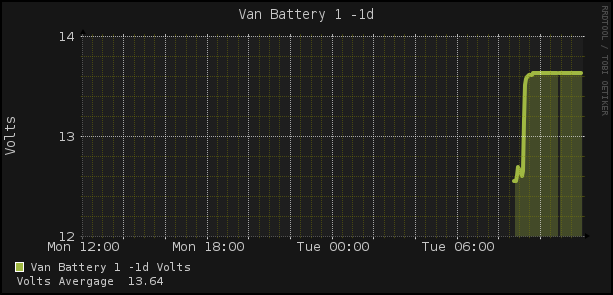 Van Battery 1 -1d
RRDTOOL / TOBI OETIKER
Volts
14
13
12
Mon 12:00 Mon 18:00 Tue 00:00 Tue 06:00
Van Battery 1 -1d Volts
Volts Avergage 13.64